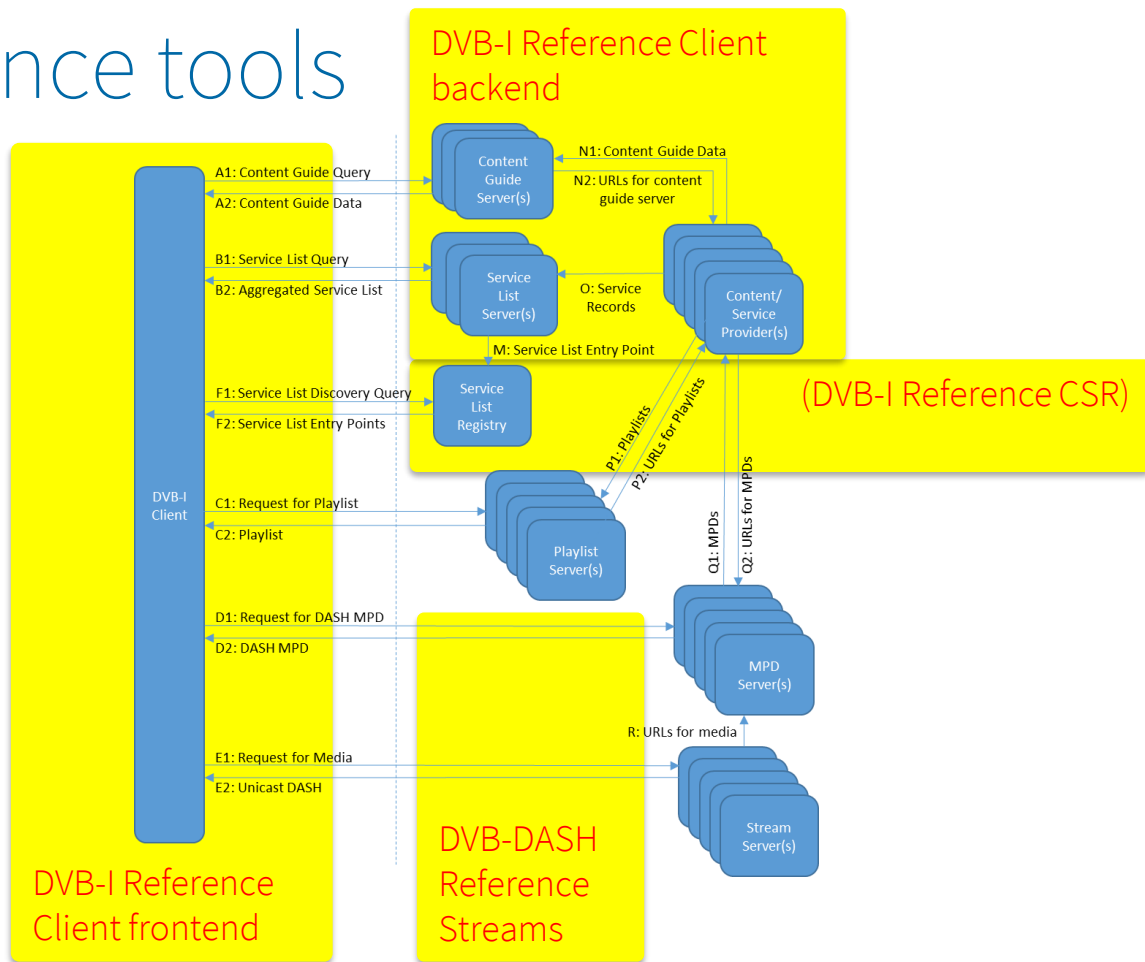 nce tools
DVB-I Reference Client
backend
Content
Guide
Server(s)
N1: Content Guide Data
N2: URLs for content
guide server
A1: Content Guide Query
A2: Content Guide Data
B1: Service List Query
B2: Aggregated Service List
Service
List
Server(s)
O: Service
Records
Content/
Service
Provider(s)
M: Service List Entry Point
(DVB-I Reference CSR)
F1: Service List Discovery Query
F2: Service List Entry Points
Service
List
Registry
P1: Playlists
P2: URLs for Playlists
Q1: MPDs
Q2: URLs for MPDs
DVB-I
Client
C1: Request for Playlist
C2: Playlist
Playlist
Server(s)
D1: Request for DASH MPD
D2: DASH MPD
MPD
Server(s)
R: URLs for media
E1: Request for Media
E2: Unicast DASH
Stream
Server(s)
DVB-I Reference
Client frontend
DVB-DASH
Reference
Streams